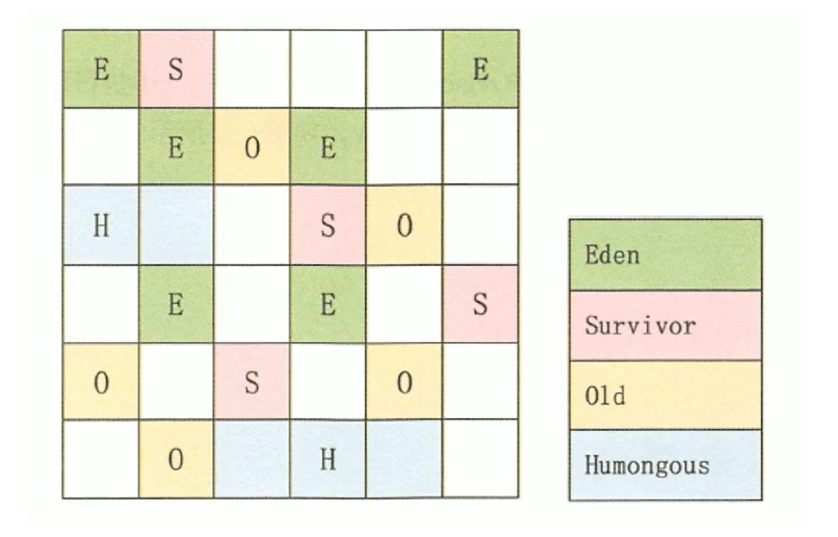 E S E
E O E
H S O
E E S
O S O
O H
Eden
Survivor
Old
Humongous